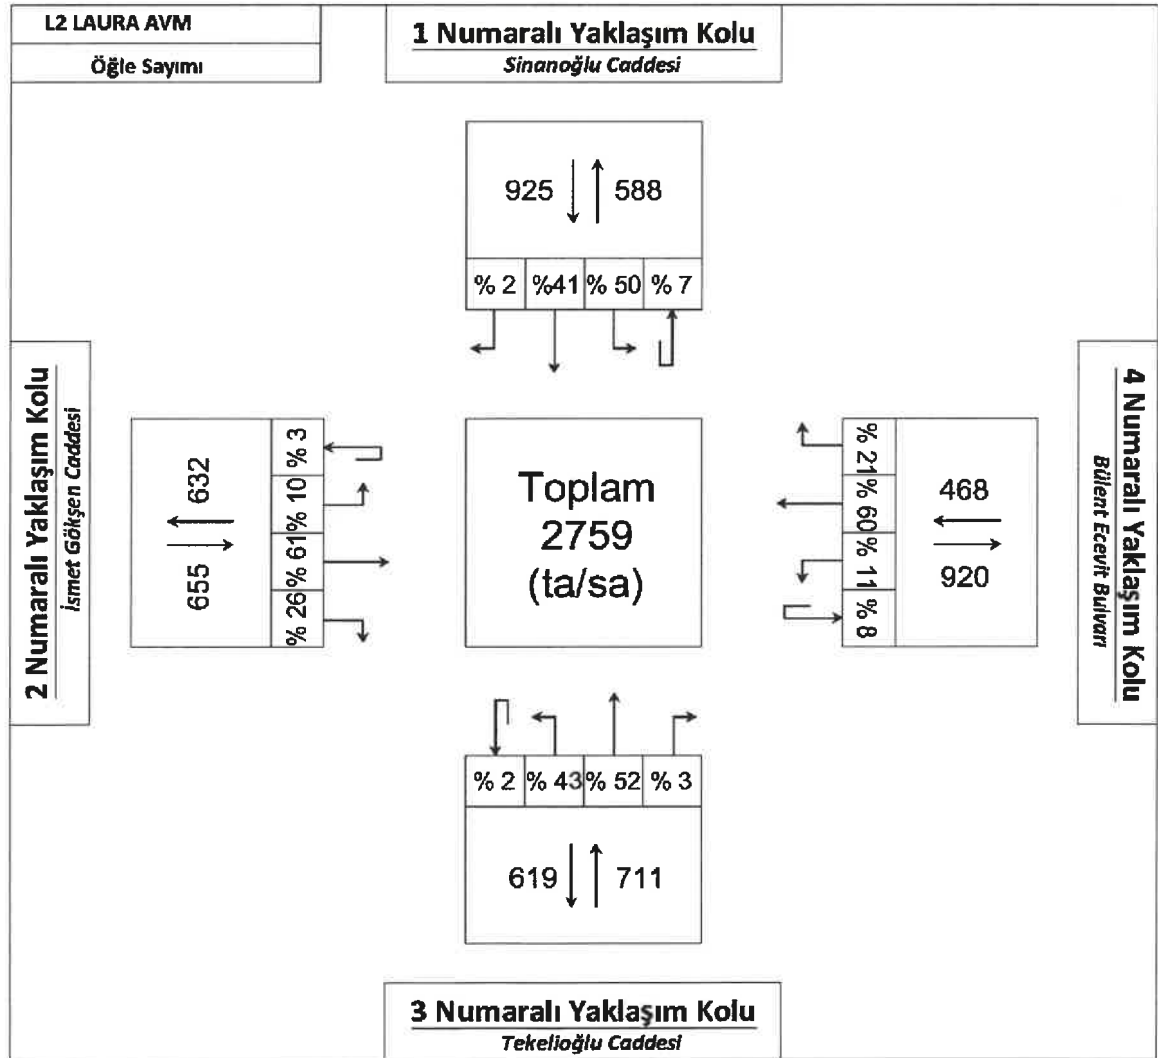 L2 LAURA AVM
Öğle Sayımı
1 Numaralı Yaklaşım Kolu
Sinanoğlu Caddesi
925 588
% 2 %41 % 50 % 7
2 Numaralı Yaklaşım Kolu
İsmet Gökşen Caddesi
632
655
% 3
% 10
% 61
% 26
Toplam
2759
(ta/sa)
% 21
% 60
% 11
% 8
468
920
4 Numaralı Yaklaşım Kolu
Bülent Ecevit Bulvarı
% 2 % 43 % 52 % 3
619 711
3 Numaralı Yaklaşım Kolu
Tekelioğlu Caddesi